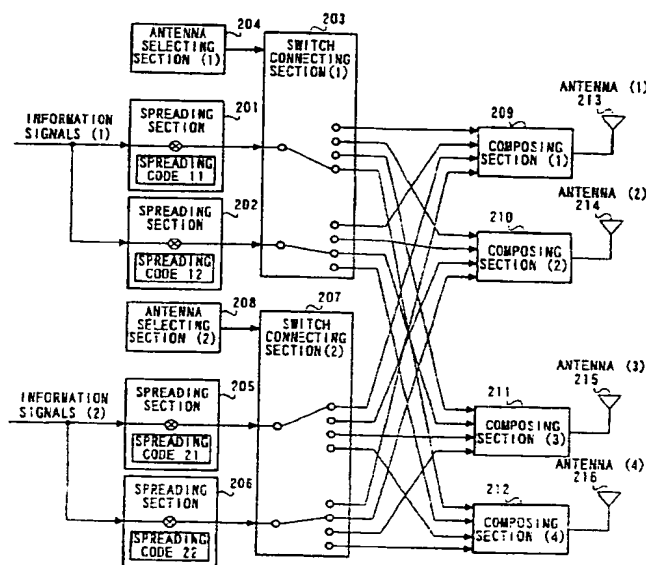 204
ANTENNA
SELECTING
SECTION (1)
203
SWITCH
CONNECTING
SECTION(1)
INFORMATION
SIGNALS (1)
201
SPREADING
SECTION
SPREADING
CODE 11
202
SPREADING
SECTION
SPREADING
CODE 12
209
COMPOSING
SECTION (1)
ANTENNA (1)
213
210
COMPOSING
SECTION
(2)
ANTENNA (2)
214
208
ANTENNA
SELECTING
SECTION (2)
207
SWITCH
CONNECTING
SECTION(2)
INFORMATION
SIGNALS (2)
205
SPREADING
SECTION
SPREADING
CODE 21
206
SPREADING
SECTION
SPREADING
CODE 22
211
COMPOSING
SECTION (3)
ANTENNA (3)
215
212
COMPOSING
SECTION
(4)
ANTENNA (4)
216